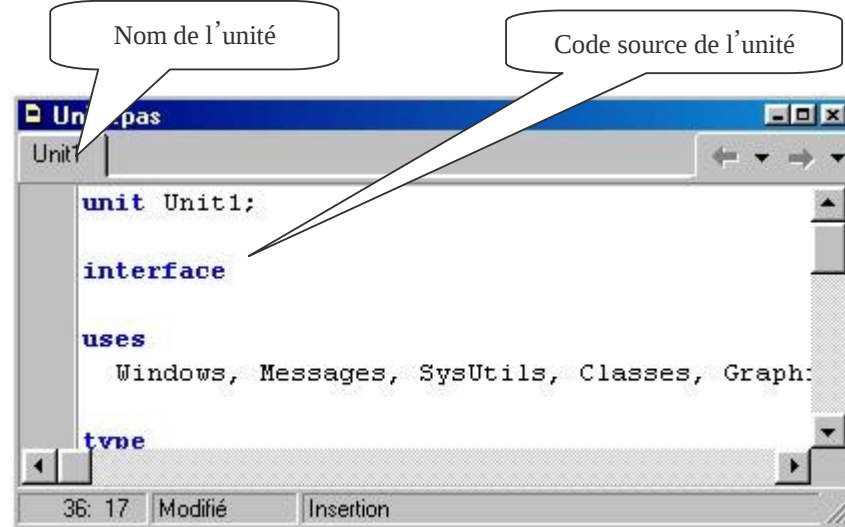 Nom de l’unité
Code source de l’unité
Unit1
unit Unit1;
interface
uses
Windows, Messages, SysUtils, Classes,
type
36: 17 Modifié Insertion